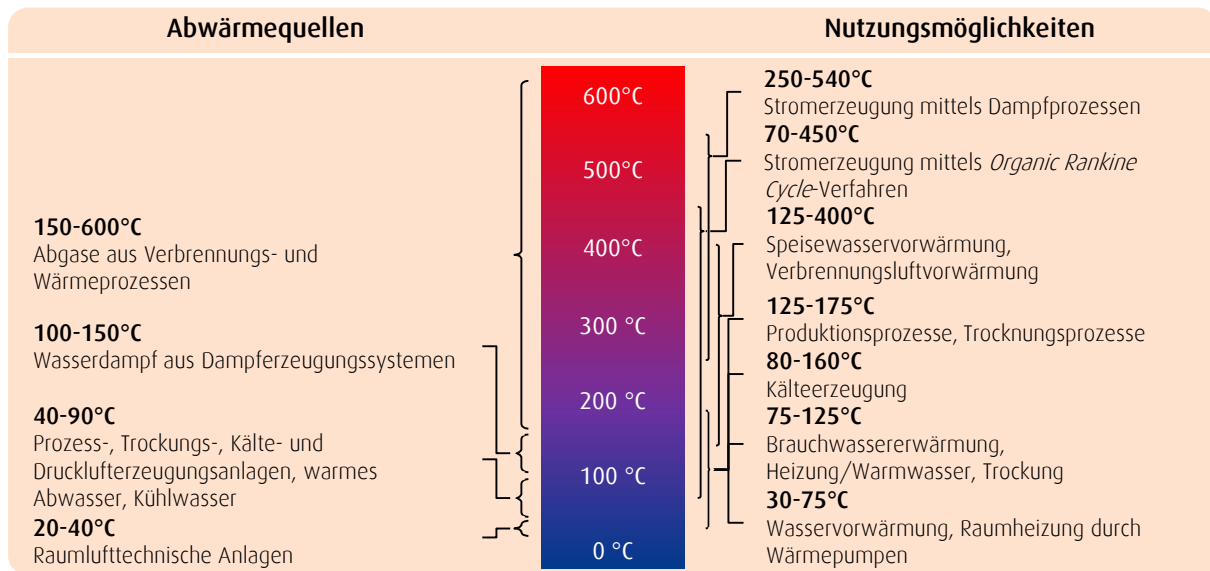 Abwärmequellen
Nutzungsmöglichkeiten
150-600°C
Abgase aus Verbrennungs- und
Wärmeprozessen
100-150°C
Wasserdampf aus Dampferzeugungssystemen
40-90°C
Prozess-, Trockungs-, Kälte- und
Drucklufterzeugungsanlagen, warmes
Abwasser, Kühlwasser
20-40°C
Raumlufttechnische Anlagen
600°C
500°C
400°C
300 °C
200 °C
100 °C
0 °C
250-540°C
Stromerzeugung mittels Dampfprozessen
70-450°C
Stromerzeugung mittels Organic Rankine
Cycle-Verfahren
125-400°C
Speisewasservorwärmung,
Verbrennungsluftvorwärmung
125-175°C
Produktionsprozesse, Trocknungsprozesse
80-160°C
Kälteerzeugung
75-125°C
Brauchwassererwärmung,
Heizung/Warmwasser, Trockung
30-75°C
Wasservorwärmung, Raumheizung durch
Wärmepumpen